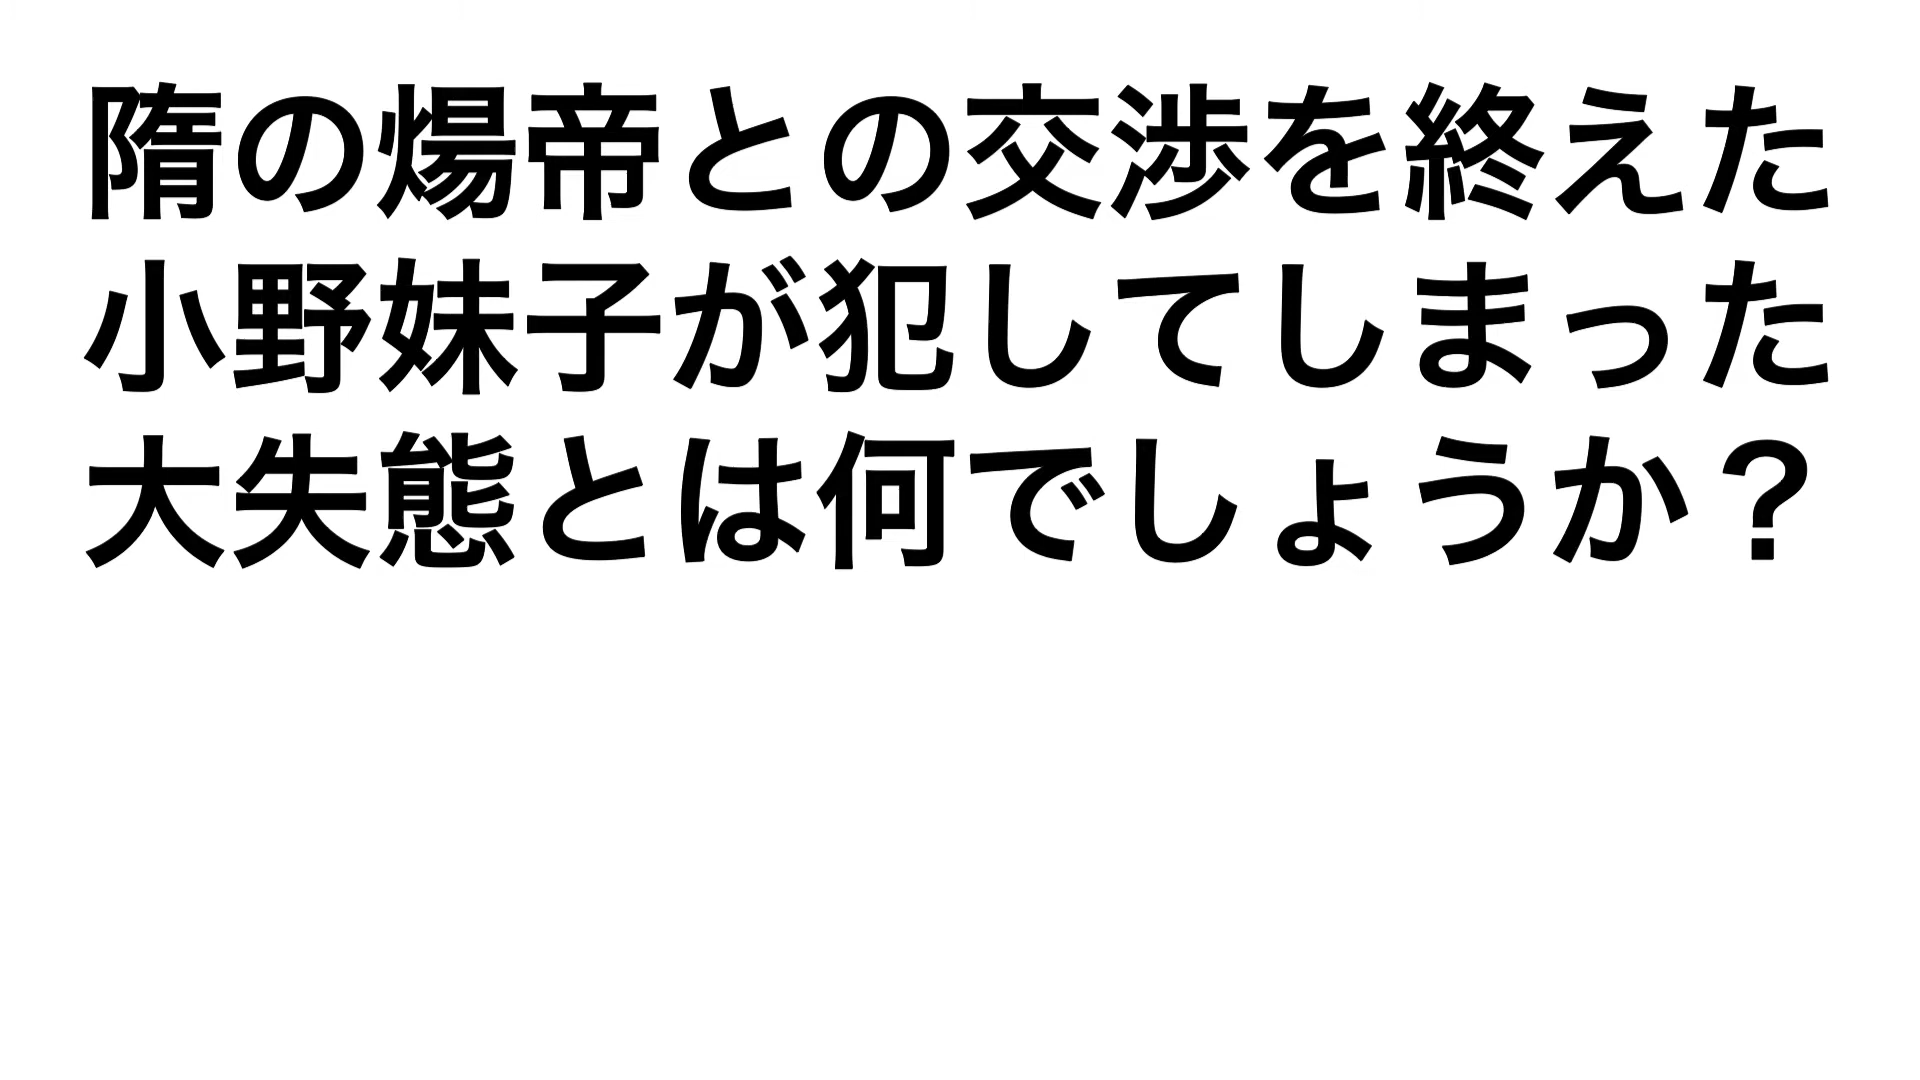 隋の煬帝との交渉を終えた
小野妹子が犯してしまった
大失態とは何でしょうか？